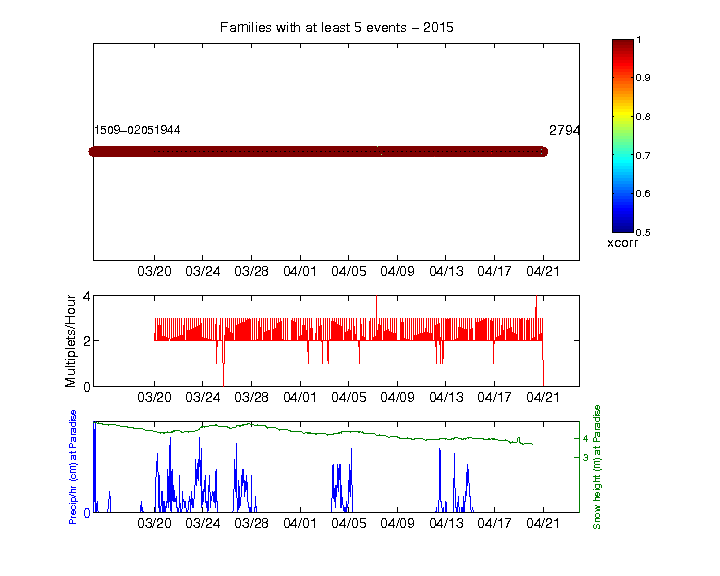 Families with at least 5 events − 2015
1509−02051944
2794
1
0.9
0.8
0.7
0.6
0.5
xcorr
03/20 03/24 03/28 04/01 04/05 04/09 04/13 04/17 04/21
Multiplets/Hour
4
2
0
03/20 03/24 03/28 04/01 04/05 04/09 04/13 04/17 04/21
Precip/hr (cm) at Paradise
0
4
3
Snow height (m) at Paradise
03/20 03/24 03/28 04/01 04/05 04/09 04/13 04/17 04/21